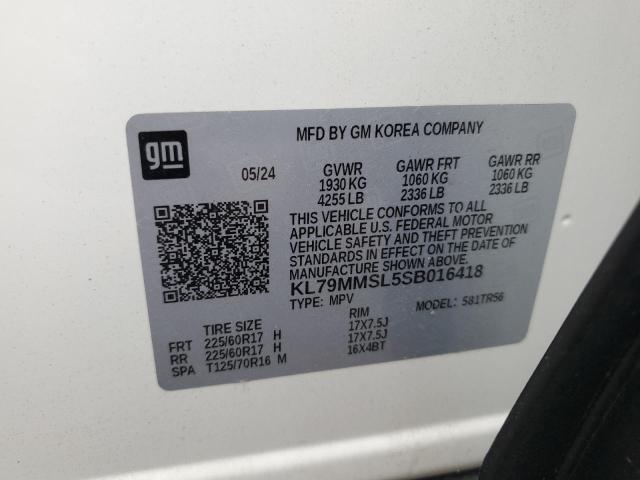 MFD BY GM KOREA COMPANY
gm
05/24 GVWR GAWR FRT GAWR RR
1930 KG 1060 KG 1060 KG
4255 LB 2336 LB 2336 LB
THIS VEHICLE CONFORMS TO ALL
APPLICABLE U.S. FEDERAL MOTOR
VEHICLE SAFETY AND THEFT PREVENTION
STANDARDS IN EFFECT ON THE DATE OF
MANUFACTURE SHOWN ABOVE.
KL79MMSL5SB016418
TYPE: MPV MODEL: 581TR56
TIRE SIZE RIM
FRT 225/60R17 H 17X7.5J
RR 225/60R17 H 17X7.5J
SPA T125/70R16 M 16X4BT